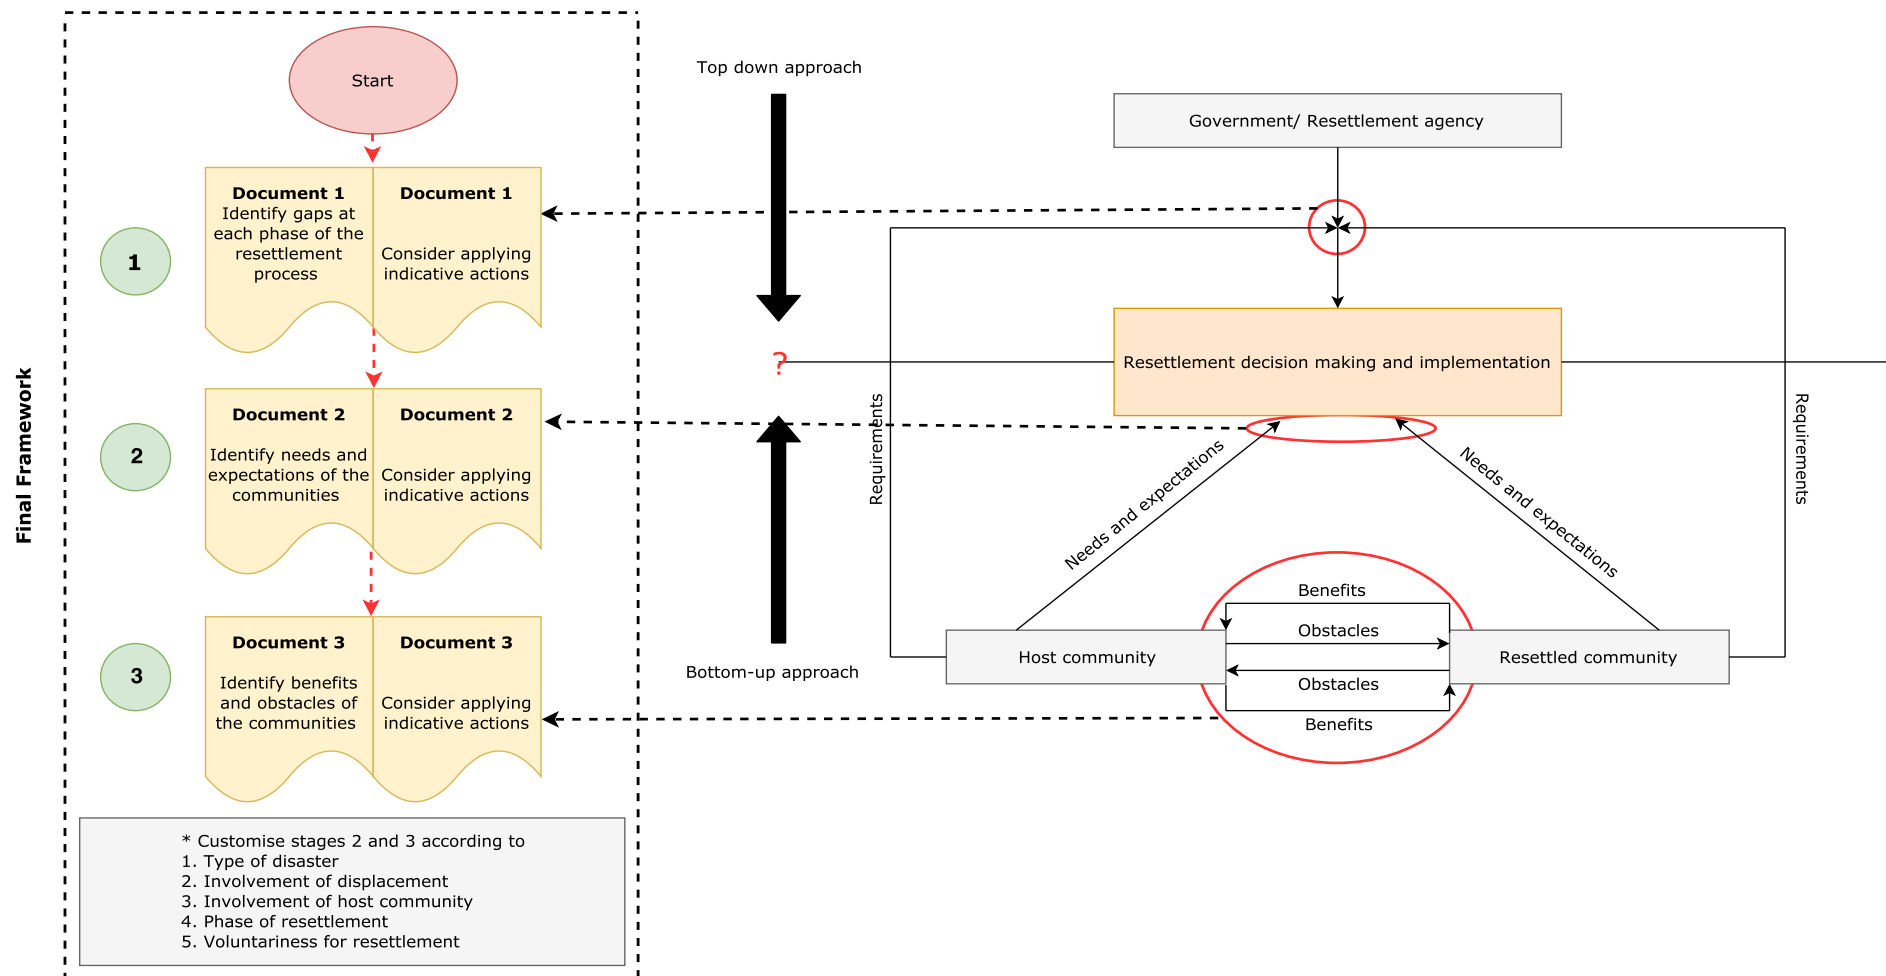 Final Framework
Start
1
Document 1
Identify gaps at
each phase of the
resettlement
process
Document 1
Consider applying
indicative actions
2
Document 2
Identify needs and
expectations of the
communities
Document 2
Consider applying
indicative actions
3
Document 3
Identify benefits
and obstacles of
the communities
Document 3
Consider applying
indicative actions
* Customise stages 2 and 3 according to
1. Type of disaster
2. Involvement of displacement
3. Involvement of host community
4. Phase of resettlement
5. Voluntariness for resettlement
Top down approach
?
Bottom-up approach
Government/ Resettlement agency
Resettlement decision making and implementation
Requirements
Requirements
Needs and expectations
Needs and expectations
Benefits
Obstacles
Host community
Resettled community
Obstacles
Benefits